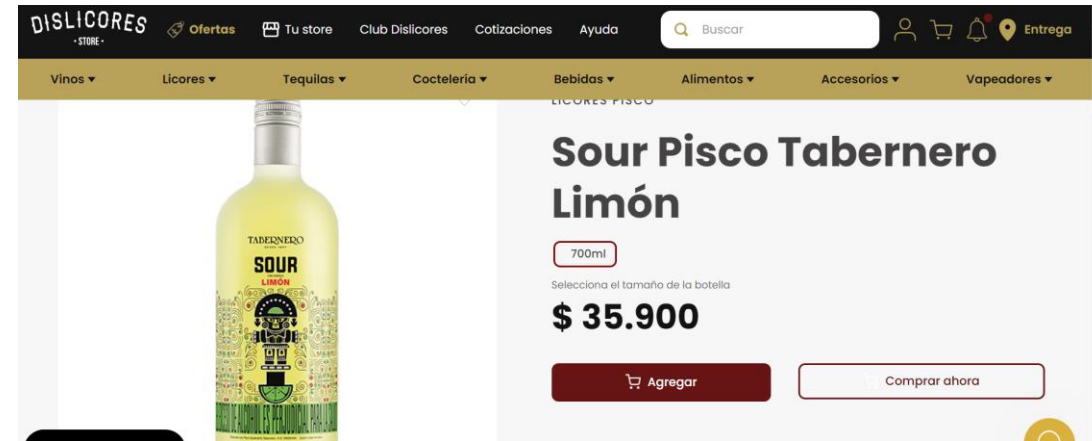 DISLICORES
· STORE ·
Ofertas
Tu store
Club Dislicores
Cotizaciones
Ayuda
Buscar
Entrega
Vinos
Licores
Tequilas
Coctelería
Bebidas
Alimentos
Accesorios
Vapeadores
LICORES PISCO
Sour Pisco Tabernero
Limón
700ml
Selecciona el tamaño de la botella
$ 35.900
Agregar
Comprar ahora
TABERNERO
SOUR
LIMÓN